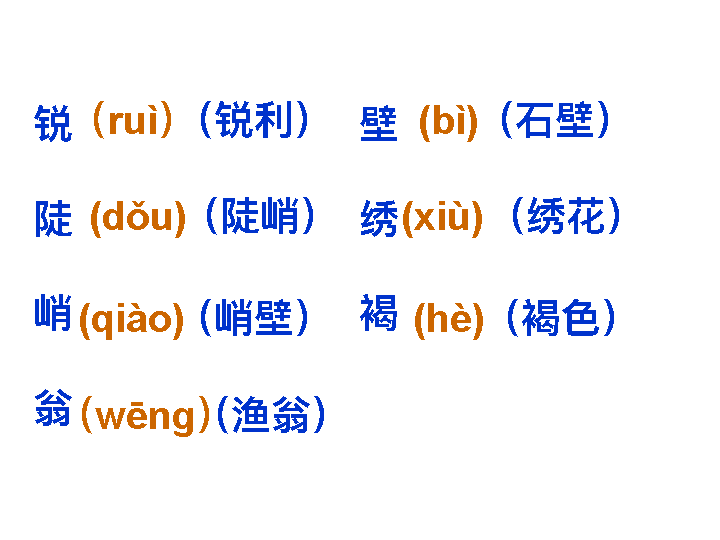 锐（ruì）（锐利） 壁 (bì)（石壁）
陡 (dǒu)（陡峭） 绣(xiù)（绣花）
峭(qiào)（峭壁） 褐 (hè)（褐色）
翁（wēng）（渔翁）